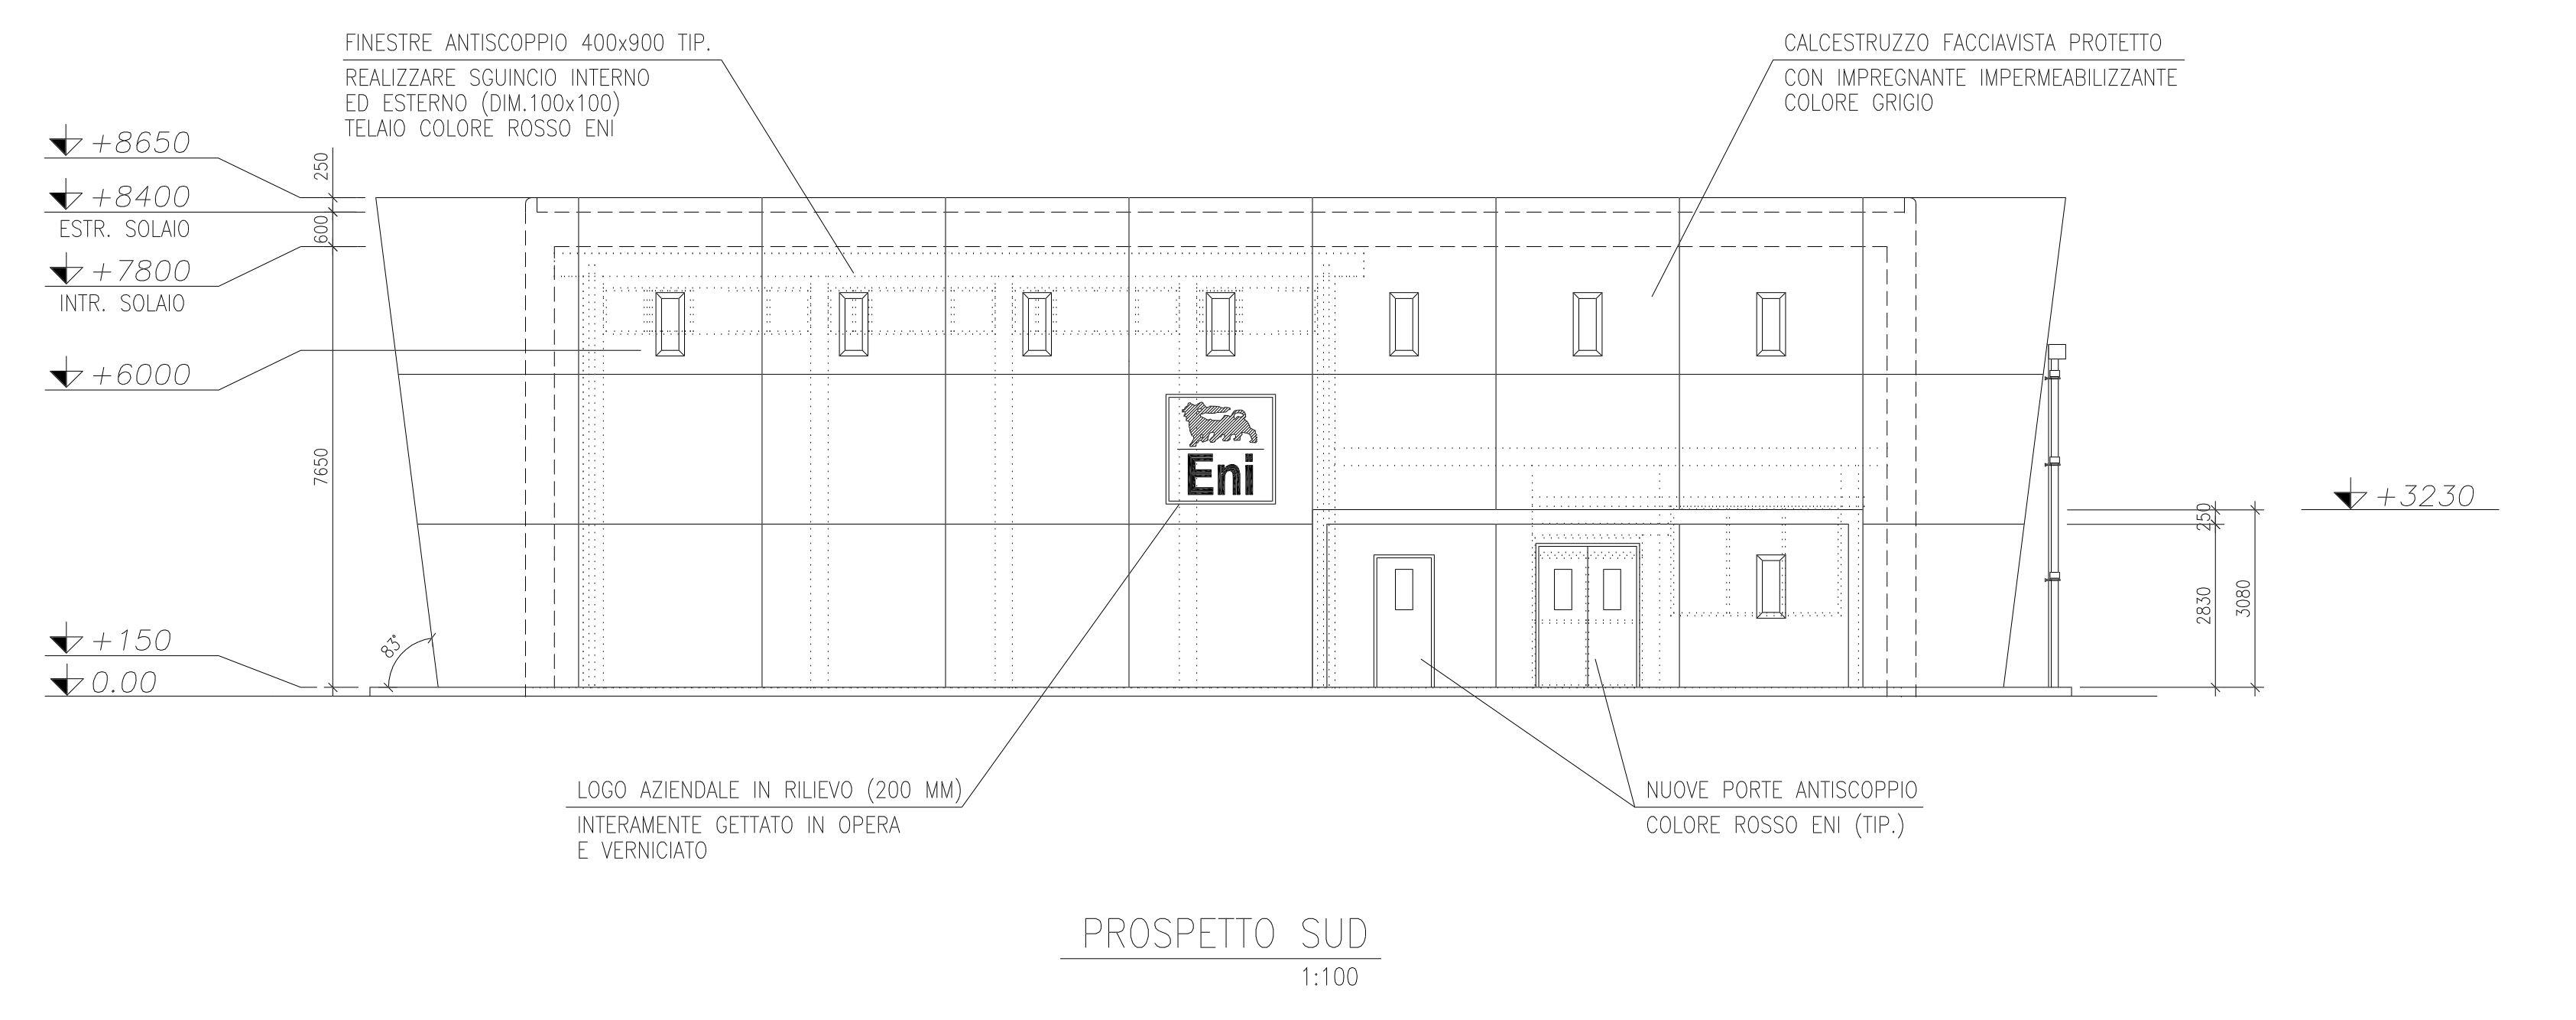 FINESTRE ANTISCOPPIO 400x900 TIP.
REALIZZARE SGUINCIO INTERNO
ED ESTERNO (DIM.100x100)
TELAIO COLORE ROSSO ENI
CALCESTRUZZO FACCIAVISTA PROTETTO
CON IMPREGNANTE IMPERMEABILIZZANTE
COLORE GRIGIO
+8650
250
+8400
ESTR. SOLAIO
600
+7800
INTR. SOLAIO
+6000
7650
+150
0.00
83°
Eni
+3230
250
2830
3080
LOGO AZIENDALE IN RILIEVO (200 MM)
INTERAMENTE GETTATO IN OPERA
E VERNICIATO
NUOVE PORTE ANTISCOPPIO
COLORE ROSSO ENI (TIP.)
PROSPETTO SUD
1:100